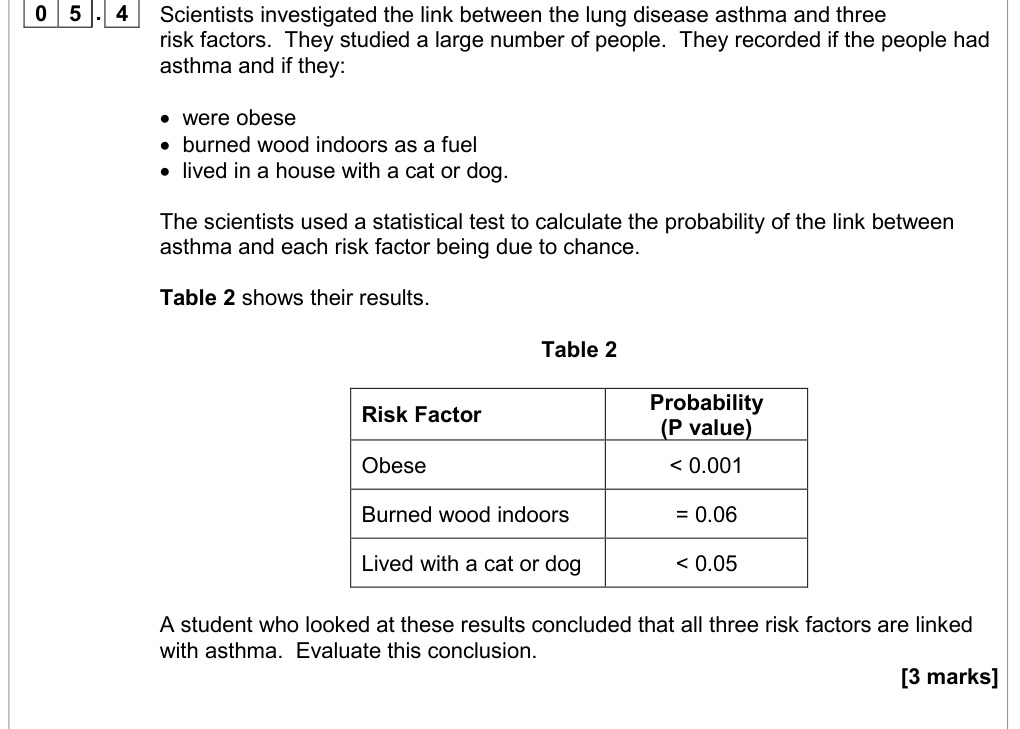 05.4 Scientists investigated the link between the lung disease asthma and three
risk factors. They studied a large number of people. They recorded if the people had
asthma and if they:
• were obese
• burned wood indoors as a fuel
• lived in a house with a cat or dog.
The scientists used a statistical test to calculate the probability of the link between
asthma and each risk factor being due to chance.
Table 2 shows their results.
Table 2
Risk Factor Probability
(P value)
Obese < 0.001
Burned wood indoors = 0.06
Lived with a cat or dog < 0.05
A student who looked at these results concluded that all three risk factors are linked
with asthma. Evaluate this conclusion.
[3 marks]